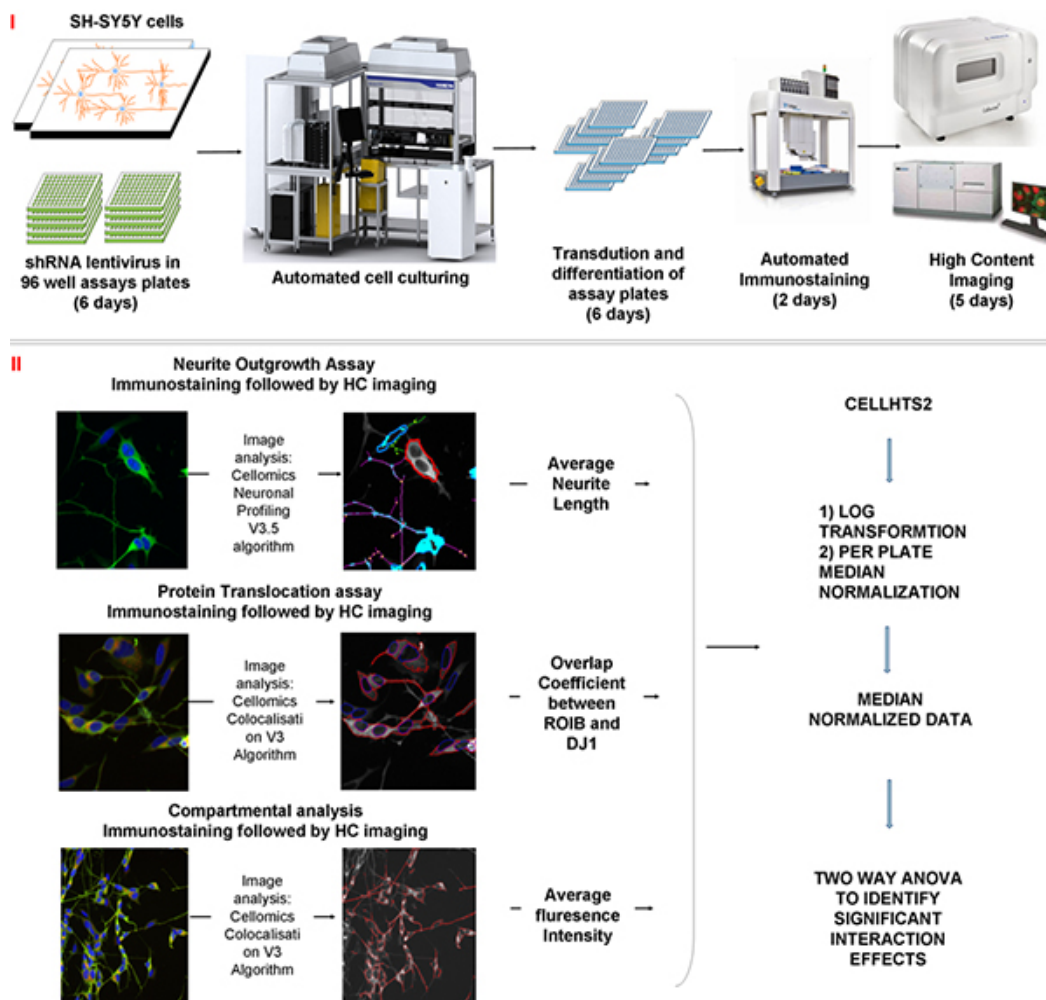 I
SH-SY5Y cells
shRNA lentivirus in
96 well assays plates
(6 days)
Automated cell culturing
Transdution and
differentiation of
assay plates
(6 days)
Automated
Immunostaining
(2 days)
High Content
Imaging
(5 days)
II
Neurite Outgrowth Assay
Immunostaining followed by HC imaging
Image
analysis:
Cellomics
Neuronal
Profiling
V3.5
algorithm
Average
Neurite
Length
Protein Translocation assay
Immunostaining followed by HC imaging
Image
analysis:
Cellomics
Colocalisati
on V3
Algorithm
Overlap
Coefficient
between
ROIB and
DJ1
Compartmental analysis
Immunostaining followed by HC imaging
Image
analysis:
Cellomics
Colocalisati
on V3
Algorithm
Average
fluresence
Intensity
CELLHTS2
1) LOG
TRANSFORMTION
2) PER PLATE
MEDIAN
NORMALIZATION
MEDIAN
NORMALIZED DATA
TWO WAY ANOVA
TO IDENTIFY
SIGNIFICANT
INTERACTION
EFFECTS